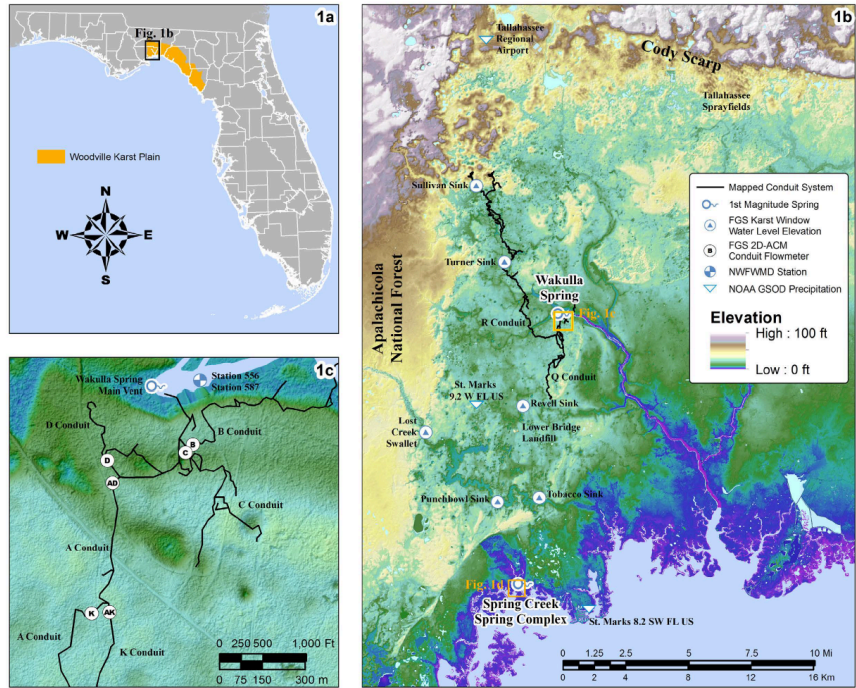 1a
Fig. 1b
Woodville Karst Plain
N
W
E
S
1b
Tallahassee
Regional
Airport
Cody Scarp
Tallahassee
Sprayfields
Sullivan Sink
Turner Sink
Wakulla
Spring
Fig. 1c
R Conduit
Q Conduit
Apalachicola
National Forest
St. Marks
9.2 W FL US
Revell Sink
Lower Bridge
Landfill
Lost
Creek
Swallet
Punchbowl Sink
Tobacco Sink
Fig. 1d
Spring Creek
Spring Complex
St. Marks 8.2 SW FL US
Mapped Conduit System
1st Magnitude Spring
FGS Karst Window
Water Level Elevation
B
FGS 2D-ACM
Conduit Flowmeter
NWFWMD Station
NOAA GSOD Precipitation
Elevation
High : 100 ft
Low : 0 ft
0 1.25 2.5 5 7.5 10 Mi
0 2 4 8 12 16 Km
1c
Wakulla Spring
Main Vent
Station 556
Station 587
D Conduit
B Conduit
B
C
D
AD
C Conduit
A Conduit
K
AK
A Conduit
K Conduit
0 250 500 1,000 Ft
0 75 150 300 m